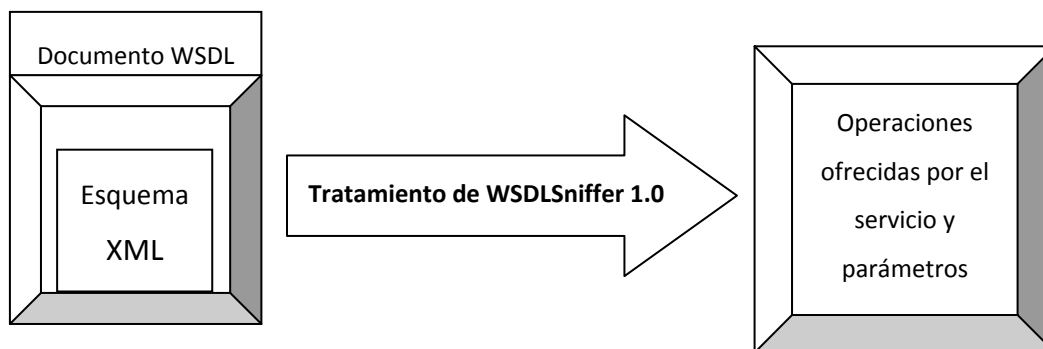 Documento WSDL
Esquema
XML
Tratamiento de WSDLSniffer 1.0
Operaciones
ofrecidas por el
servicio y
parámetros